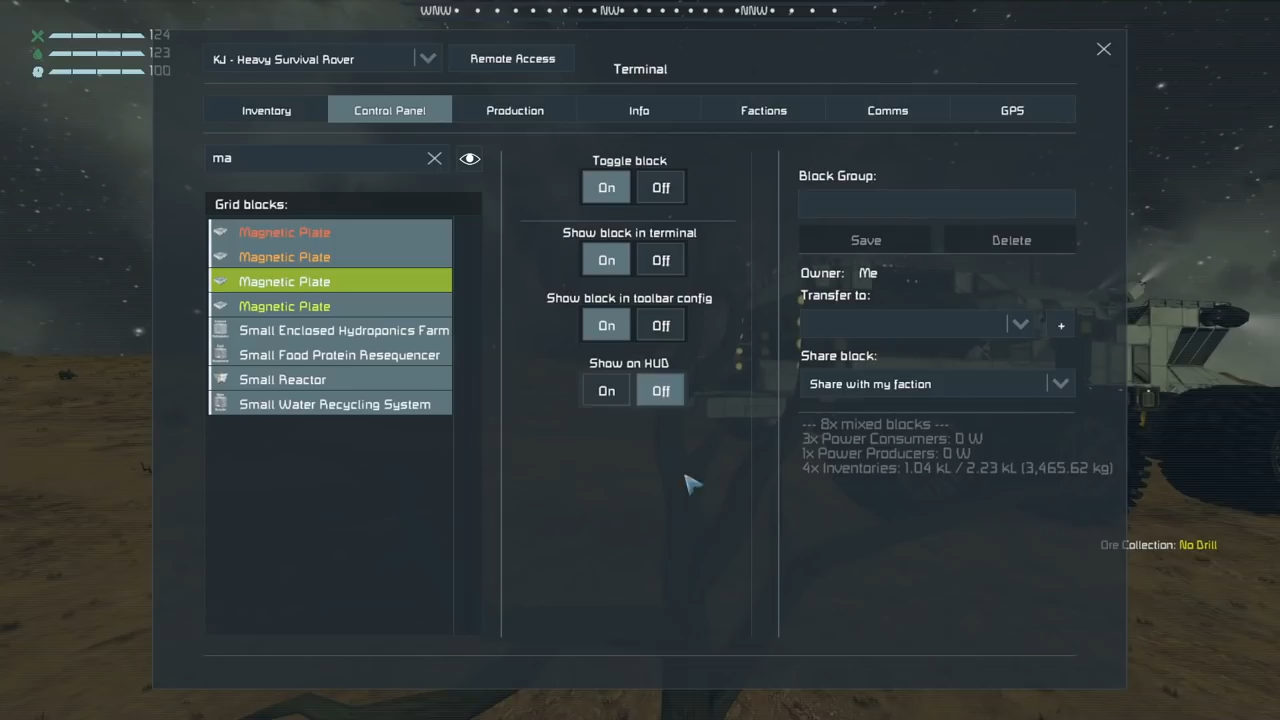 WNW NW NNW
124
123
100
KJ - Heavy Survival Rover
Remote Access
Terminal
Inventory
Control Panel
Production
Info
Factions
Comms
GPS
ma
Grid blocks:
Magnetic Plate
Magnetic Plate
Magnetic Plate
Magnetic Plate
Small Enclosed Hydroponics Farm
Small Food Protein Resequencer
Small Reactor
Small Water Recycling System
Toggle block
On Off
Show block in terminal
On Off
Show block in toolbar config
On Off
Show on HUD
On Off
Block Group:
Save Delete
Owner: Me
Transfer to:
+
Share block:
Share with my faction
--- 8x mixed blocks ---
3x Power Consumers: 0 W
1x Power Producers: 0 W
4x Inventories: 1.04 kL / 2.23 kL (3,465.62 kg)
Ore Collection: No Drill